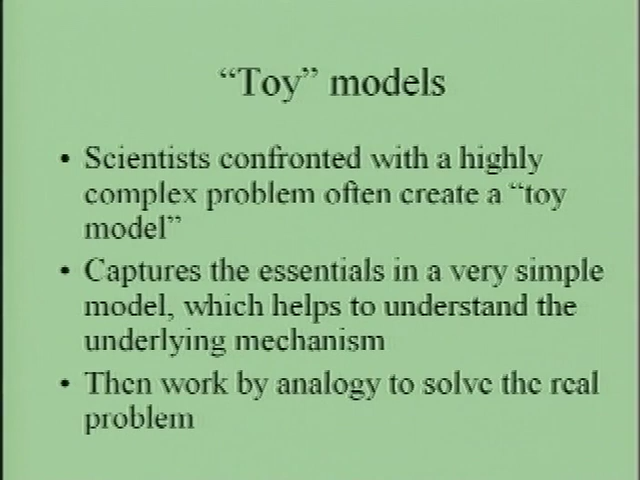 “Toy” models
• Scientists confronted with a highly
complex problem often create a “toy
model”
• Captures the essentials in a very simple
model, which helps to understand the
underlying mechanism
• Then work by analogy to solve the real
problem